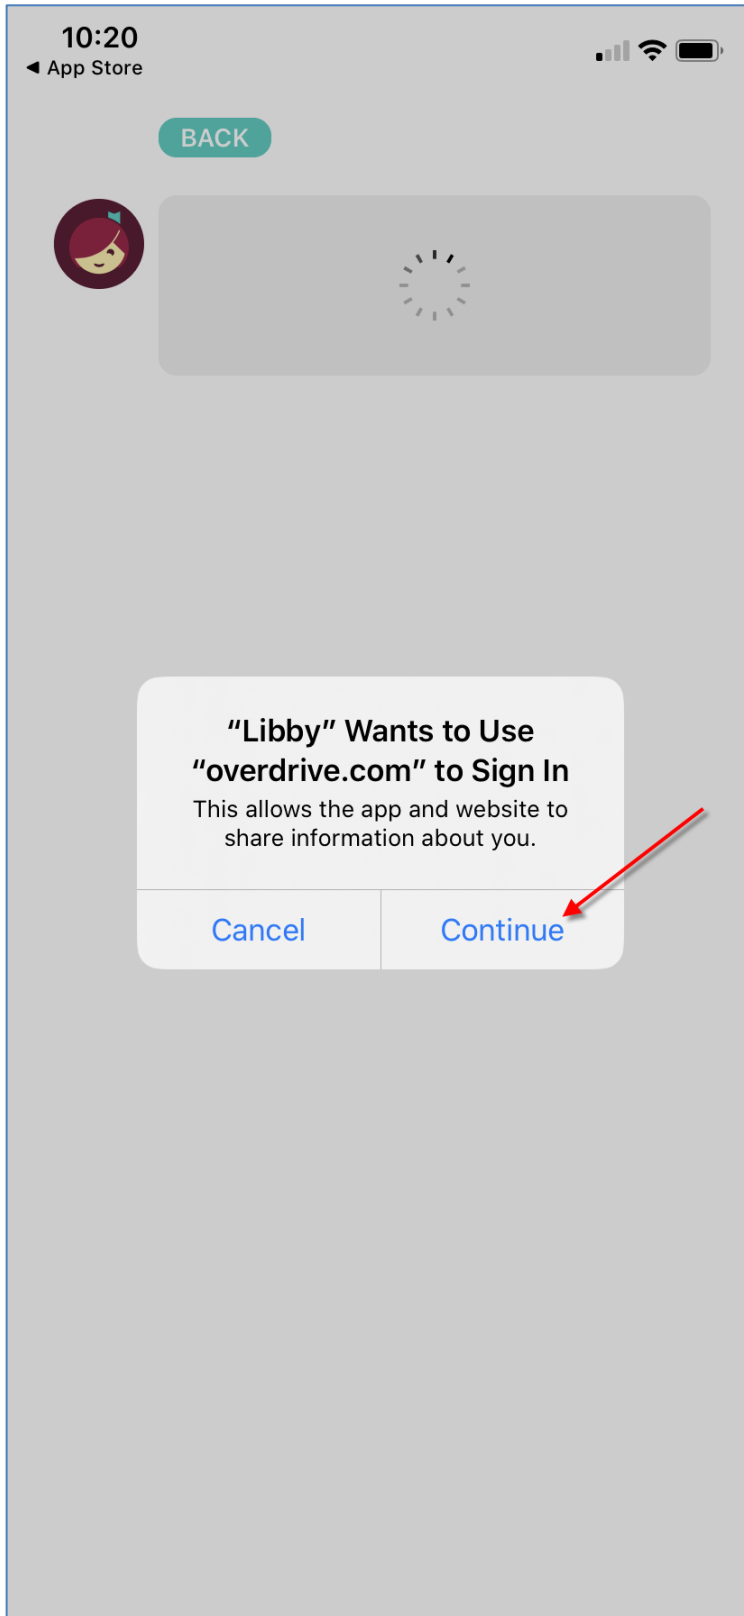 10:20
◀ App Store
BACK
“Libby” Wants to Use
“overdrive.com” to Sign In
This allows the app and website to
share information about you.
Cancel
Continue